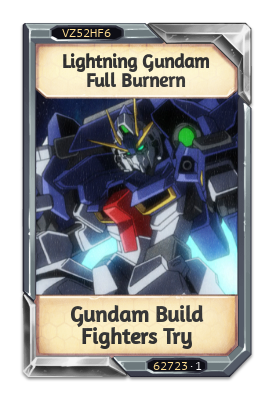 VZ52HF6
Lightning Gundam
Full Burnern
Gundam Build
Fighters Try
62723·1